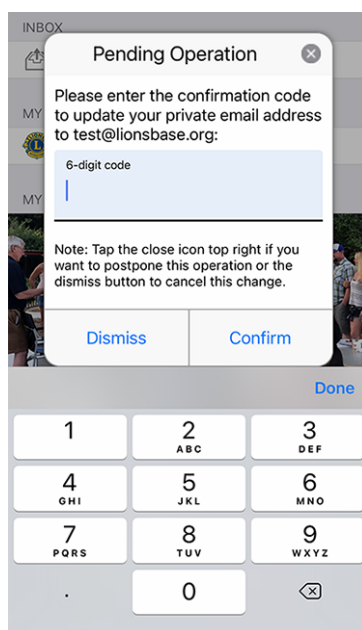 INBOX
Pending Operation
MY
Please enter the confirmation code
to update your private email address
to test@lionsbase.org:
6-digit code
MY
Note: Tap the close icon top right if you
want to postpone this operation or the
dismiss button to cancel this change.
Dismiss Confirm
Done
1 2 3
ABC DEF
4 5 6
GHI JKL MNO
7 8 9
PQRS TUV WXYZ
. 0